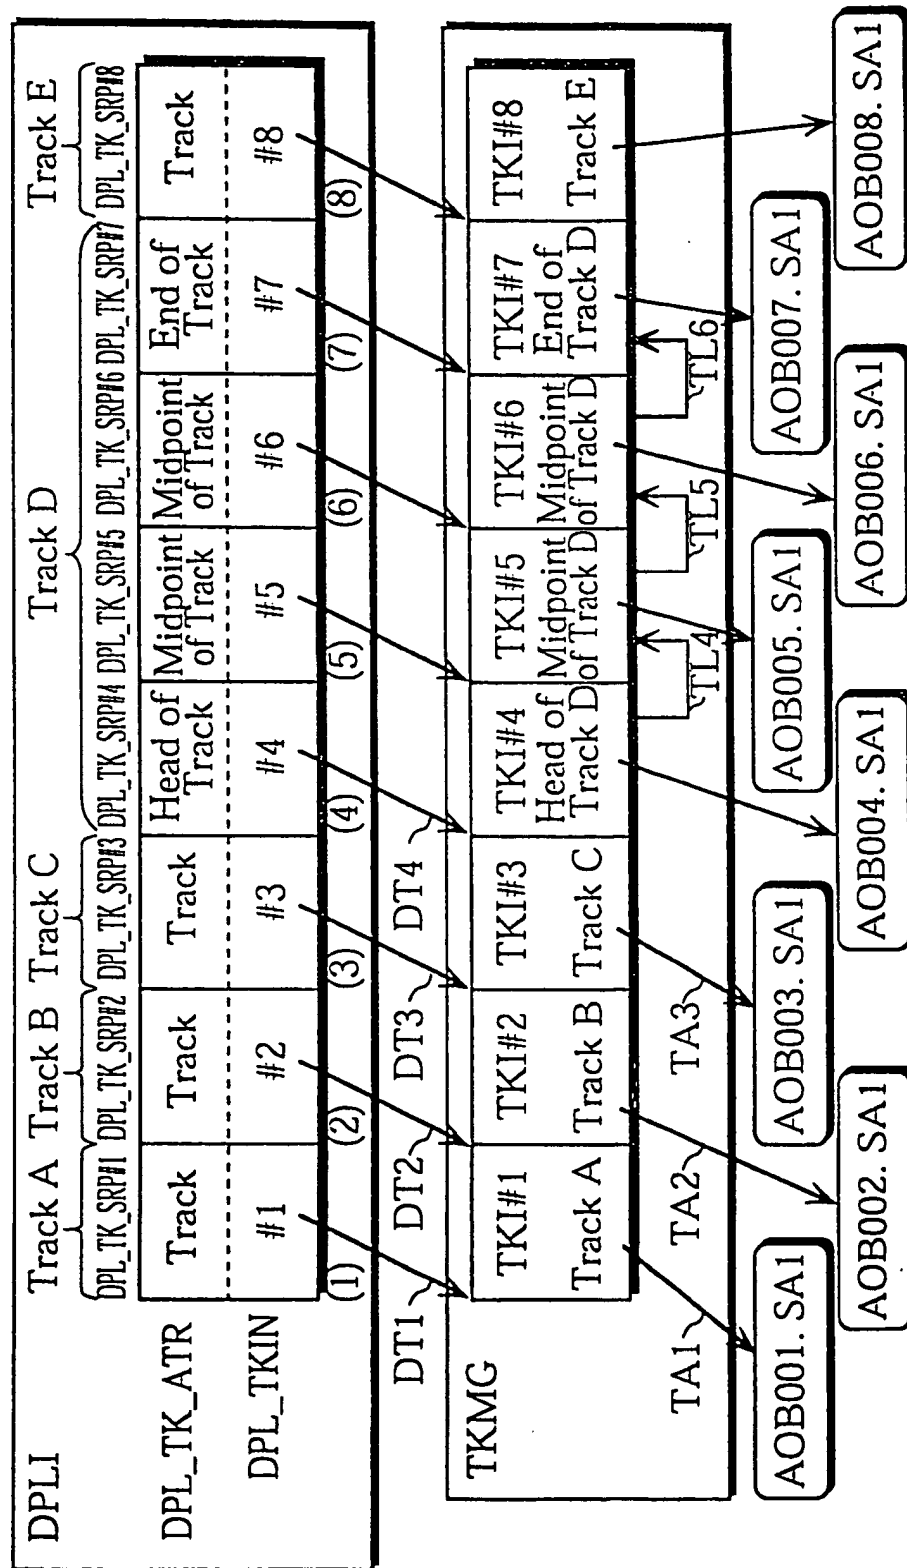 DPLI
Track A
Track B
Track C
Track D
Track E
DPL_TK_SRP#1
DPL_TK_SRP#2
DPL_TK_SRP#3
DPL_TK_SRP#4
DPL_TK_SRP#5
DPL_TK_SRP#6
DPL_TK_SRP#7
DPL_TK_SRP#8
DPL_TK_ATR
Track
Track
Track
Head of
Track
Midpoint
of Track
Midpoint
of Track
End of
Track
Track
DPL_TKIN
#1
#2
#3
#4
#5
#6
#7
#8
(1)
(2)
(3)
(4)
(5)
(6)
(7)
(8)
DT1
DT2
DT3
DT4
TKMG
TKI#1
Track A
TKI#2
Track B
TKI#3
Track C
TKI#4
Head of
Track D
TKI#5
Midpoint
of Track D
TKI#6
Midpoint
of Track D
TKI#7
End of
Track D
TKI#8
Track E
TA1
TA2
TA3
TL4
TL5
TL6
AOB001. SA1
AOB002. SA1
AOB003. SA1
AOB004. SA1
AOB005. SA1
AOB006. SA1
AOB007. SA1
AOB008. SA1